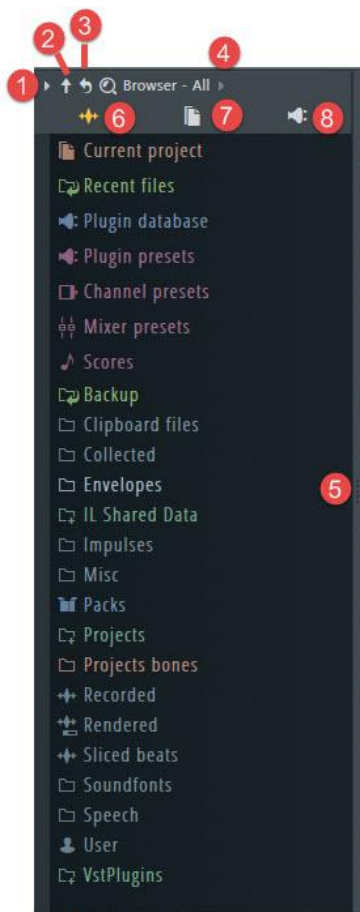 2 3
4
1 Browser - All
6 7 8
Current project
Recent files
Plugin database
Plugin presets
Channel presets
Mixer presets
Scores
Backup
Clipboard files
Collected
Envelopes
5
IL Shared Data
Impulses
Misc
Packs
Projects
Projects bones
Recorded
Rendered
Sliced beats
Soundfonts
Speech
User
VstPlugins